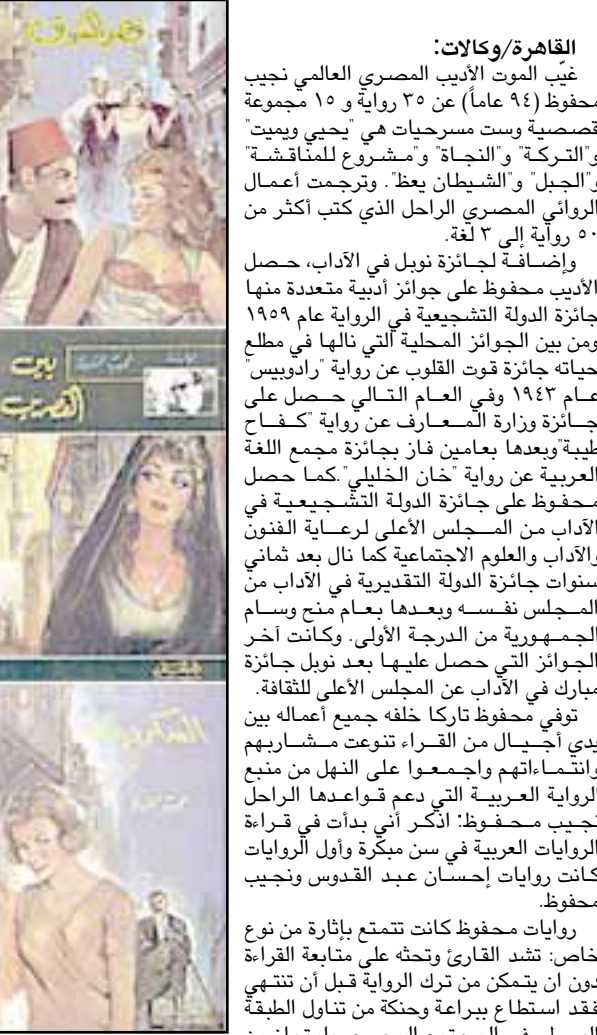 القاهرة/وكالات:
غيّب الموت الأديب المصري العالمي نجيب
محفوظ (٩٤ عاماً) عن ٣٥ رواية و ١٥ مجموعة
قصصية وست مسرحيات هي "يحيي ويميت"
و"التركة" و"النجاة" و"مشروع للمناقشة"
و"الجبل" و"الشيطان يعظ". وترجمت أعمال
الروائي المصري الراحل الذي كتب أكثر من
٥٠ رواية إلى ٣ لغة.
وإضافة لجائزة نوبل في الآداب، حصل
الأديب محفوظ على جوائز أدبية متعددة منها
جائزة الدولة التشجيعية في الرواية عام ١٩٥٩
ومن بين الجوائز المحلية التي نالها في مطلع
حياته جائزة قوت القلوب عن رواية "رادوبيس"
عام ١٩٤٣ وفي العام التالي حصل على
جائزة وزارة المعارف عن رواية "كفاح
طيبة"وبعدها بعامين فاز بجائزة مجمع اللغة
العربية عن رواية "خان الخليلي".كما حصل
محفوظ على جائزة الدولة التشجيعية في
الآداب من المجلس الأعلى لرعاية الفنون
والآداب والعلوم الاجتماعية كما نال بعد ثماني
سنوات جائزة الدولة التقديرية في الآداب من
المجلس نفسه وبعدها بعام منح وسام
الجمهورية من الدرجة الأولى. وكانت آخر
الجوائز التي حصل عليها بعد نوبل جائزة
مبارك في الآداب عن المجلس الأعلى للثقافة.
توفي محفوظ تاركا خلفه جميع أعماله بين
يدي أجيال من القراء تنوعت مشاربهم
وانتماءاتهم واجمعوا على النهل من منبع
الرواية العربية التي دعم قواعدها الراحل
نجيب محفوظ: اذكر أني بدأت في قراءة
الروايات العربية في سن مبكرة وأول الروايات
كانت روايات إحسان عبد القدوس ونجيب
محفوظ.
روايات محفوظ كانت تتمتع بإثارة من نوع
خاص: تشد القارئ وتحثه على متابعة القراءة
دون ان يتمكن من ترك الرواية قبل أن تنتهي
فقد استطاع ببراعة وحنكة من تناول الطبقة
قصر الشوق
بين القصرين
السكرية